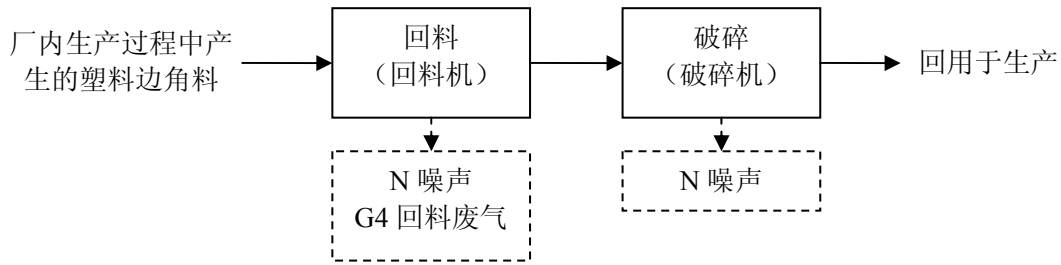 厂内生产过程中产
生的塑料边角料
回料
（回料机）
破碎
（破碎机）
回用于生产
N 噪声
G4 回料废气
N 噪声